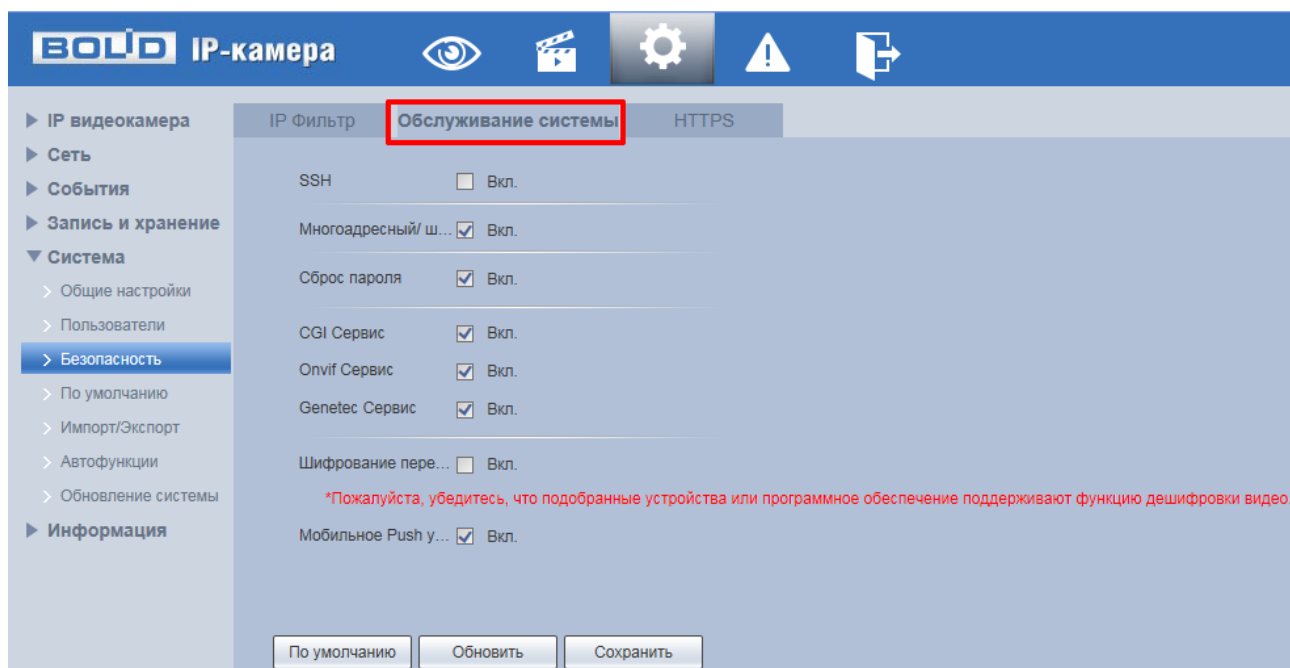 BOLID IP-камера
IP видеокамера
Сеть
События
Запись и хранение
Система
Общие настройки
Пользователи
Безопасность
По умолчанию
Импорт/Экспорт
Автофункции
Обновление системы
Информация
IP Фильтр Обслуживание системы HTTPS
SSH Вкл.
Многоадресный/ ш... Вкл.
Сброс пароля Вкл.
CGI Сервис Вкл.
Onvif Сервис Вкл.
Genetec Сервис Вкл.
Шифрование пере... Вкл.
*Пожалуйста, убедитесь, что подобранные устройства или программное обеспечение поддерживают функцию дешифровки видео.
Мобильное Push у... Вкл.
По умолчанию Обновить Сохранить